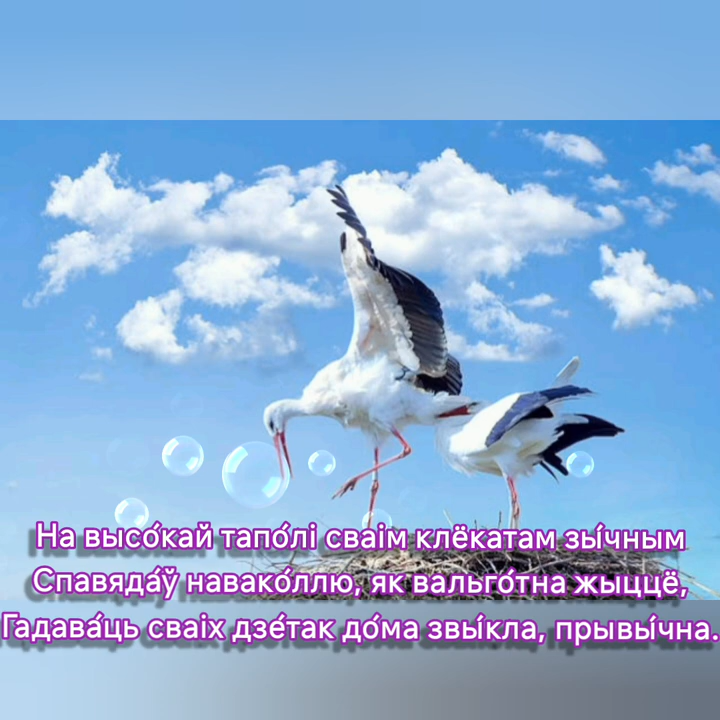 На высо́кай тапо́лі сваім клёкатам зы́чным
Спавяда́ў навако́ллю, як вальго́тна жыццё,
Гадава́ць сваіх дзе́так до́ма звы́кла, прывы́чна.